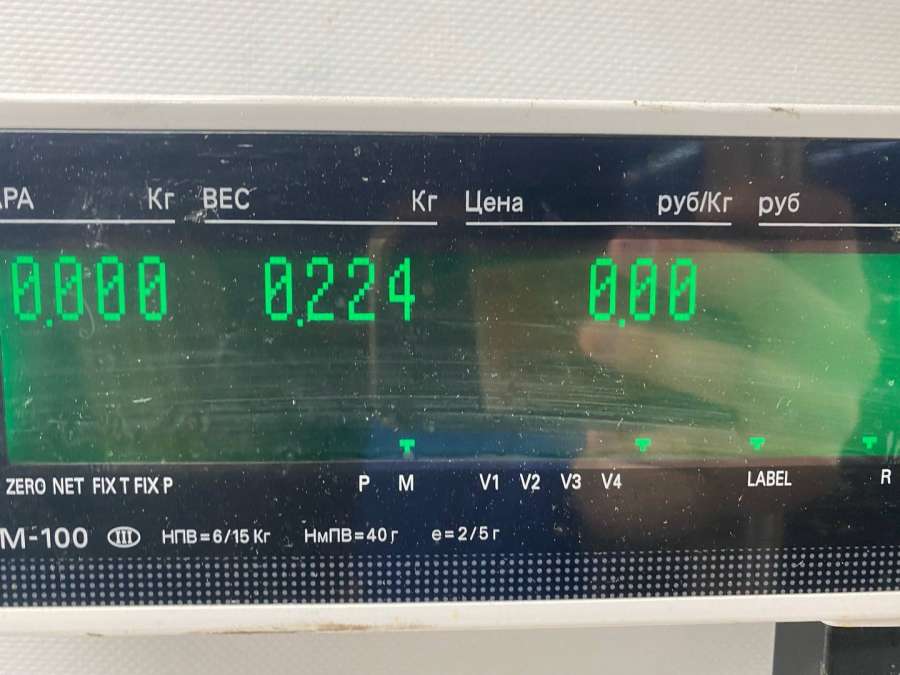 АРА Кг ВЕС Кг Цена руб/Кг руб
0.000 0.224 0.00
ZERO NET FIX T FIX P P M V1 V2 V3 V4 LABEL R
M-100 III НПВ=6/15 Кг НмПВ=40 г e=2/5 г